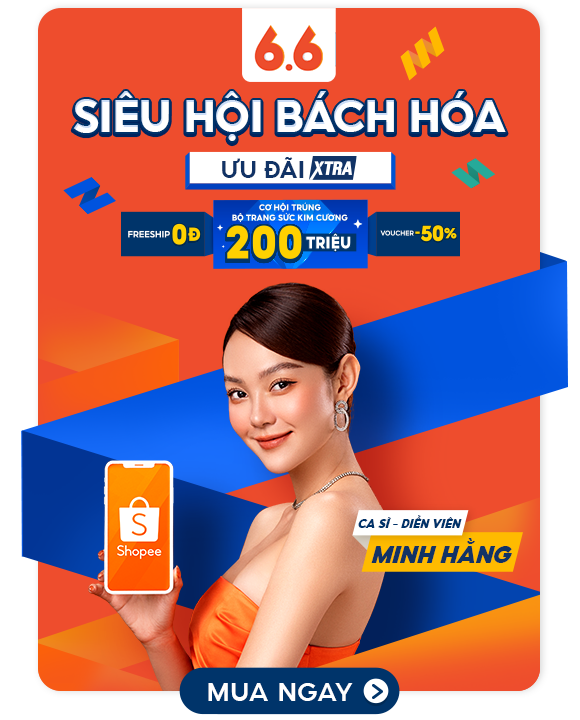 6.6
SIÊU HỘI BÁCH HÓA
ƯU ĐÃI XTRA
FREESHIP 0Đ
CƠ HỘI TRÚNG
BỘ TRANG SỨC KIM CƯƠNG
200 TRIỆU
VOUCHER -50%
S
Shopee
CA SĨ - DIỄN VIÊN
MINH HẰNG
MUA NGAY